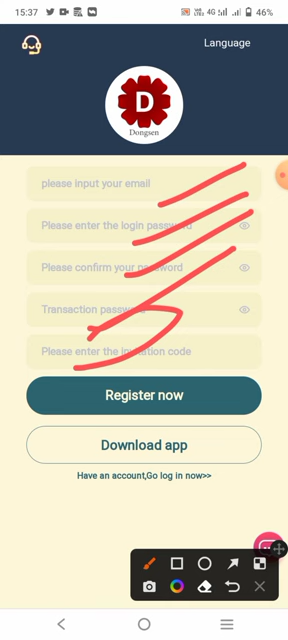 15:37
4G
46%
Language
D
Dongsen
please input your email
Please enter the login password
Please confirm your password
Transaction password
Please enter the invitation code
Register now
Download app
Have an account,Go log in now>>